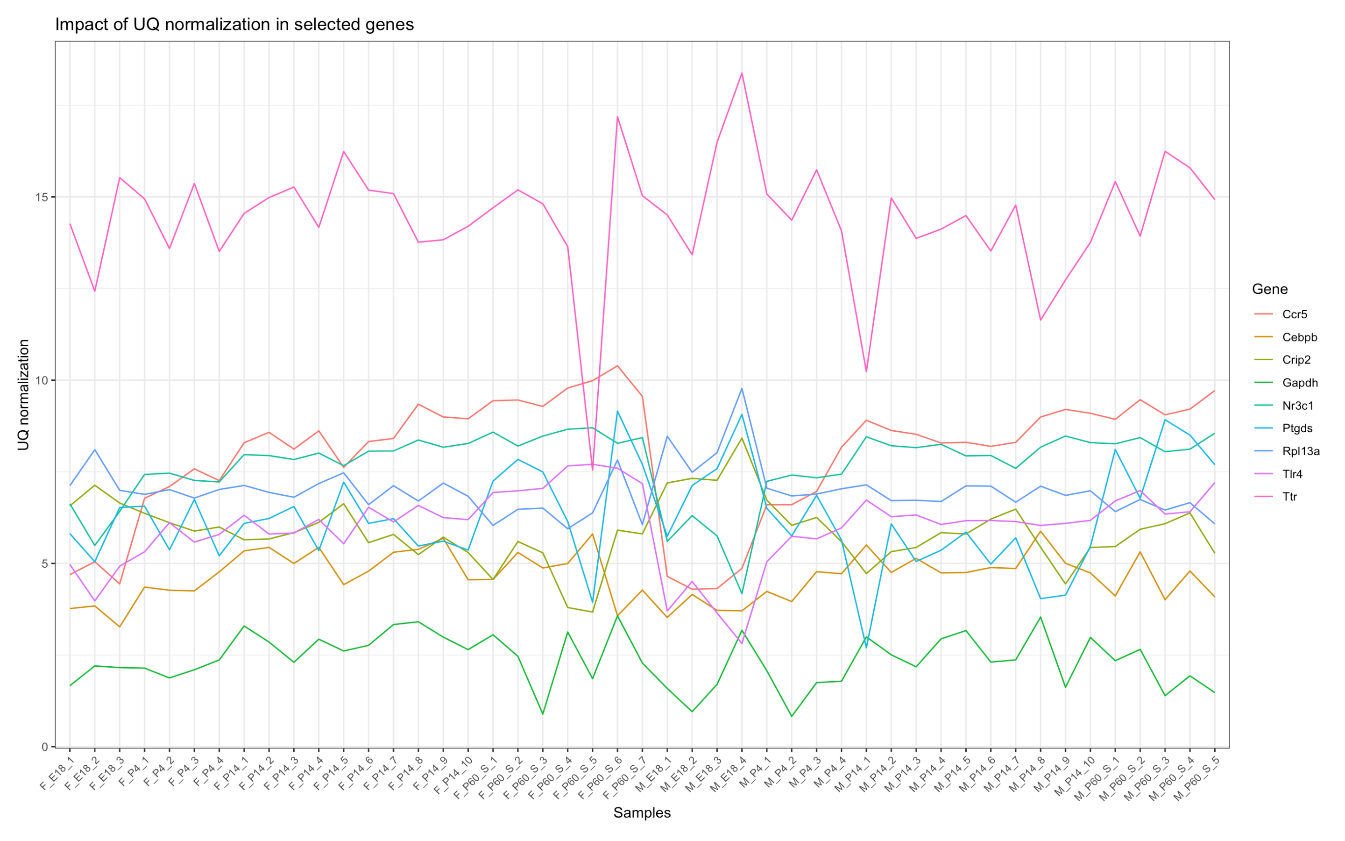 Impact of UQ normalization in selected genes
UQ normalization
15
10
5
0
F_E18_1
F_E18_2
F_E18_3
F_P4_1
F_P4_2
F_P4_3
F_P4_4
F_P14_1
F_P14_2
F_P14_3
F_P14_4
F_P14_5
F_P14_6
F_P14_7
F_P14_8
F_P14_9
F_P14_10
F_P60_S_1
F_P60_S_2
F_P60_S_3
F_P60_S_4
F_P60_S_5
F_P60_S_6
F_P60_S_7
M_E18_1
M_E18_2
M_E18_3
M_E18_4
M_P4_1
M_P4_2
M_P4_3
M_P4_4
M_P14_1
M_P14_2
M_P14_3
M_P14_4
M_P14_5
M_P14_6
M_P14_7
M_P14_8
M_P14_9
M_P14_10
M_P60_S_1
M_P60_S_2
M_P60_S_3
M_P60_S_4
M_P60_S_5
Samples
Gene
Ccr5
Cebpb
Crip2
Gapdh
Nr3c1
Ptgds
Rpl13a
Tlr4
Ttr